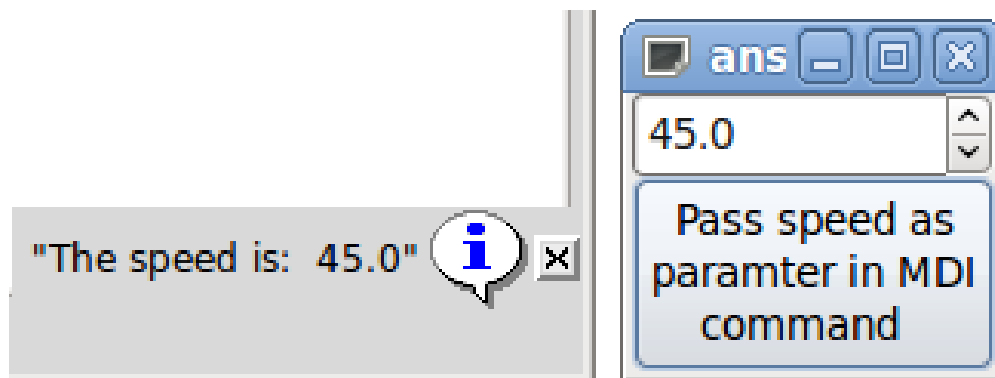 "The speed is:  45.0" i
ans
45.0
Pass speed as
paramter in MDI
command